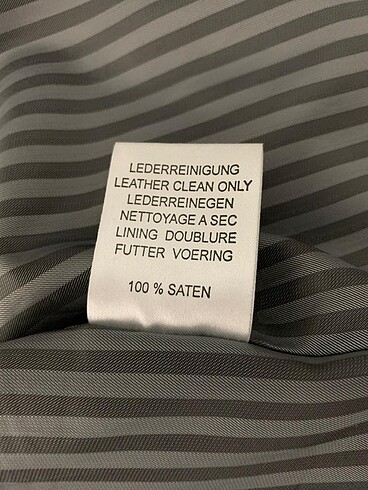 LEDERREINIGUNG
LEATHER CLEAN ONLY
LEDERREINEGEN
NETTOYAGE A SEC
LINING DOUBLURE
FUTTER VOERING
100 % SATEN